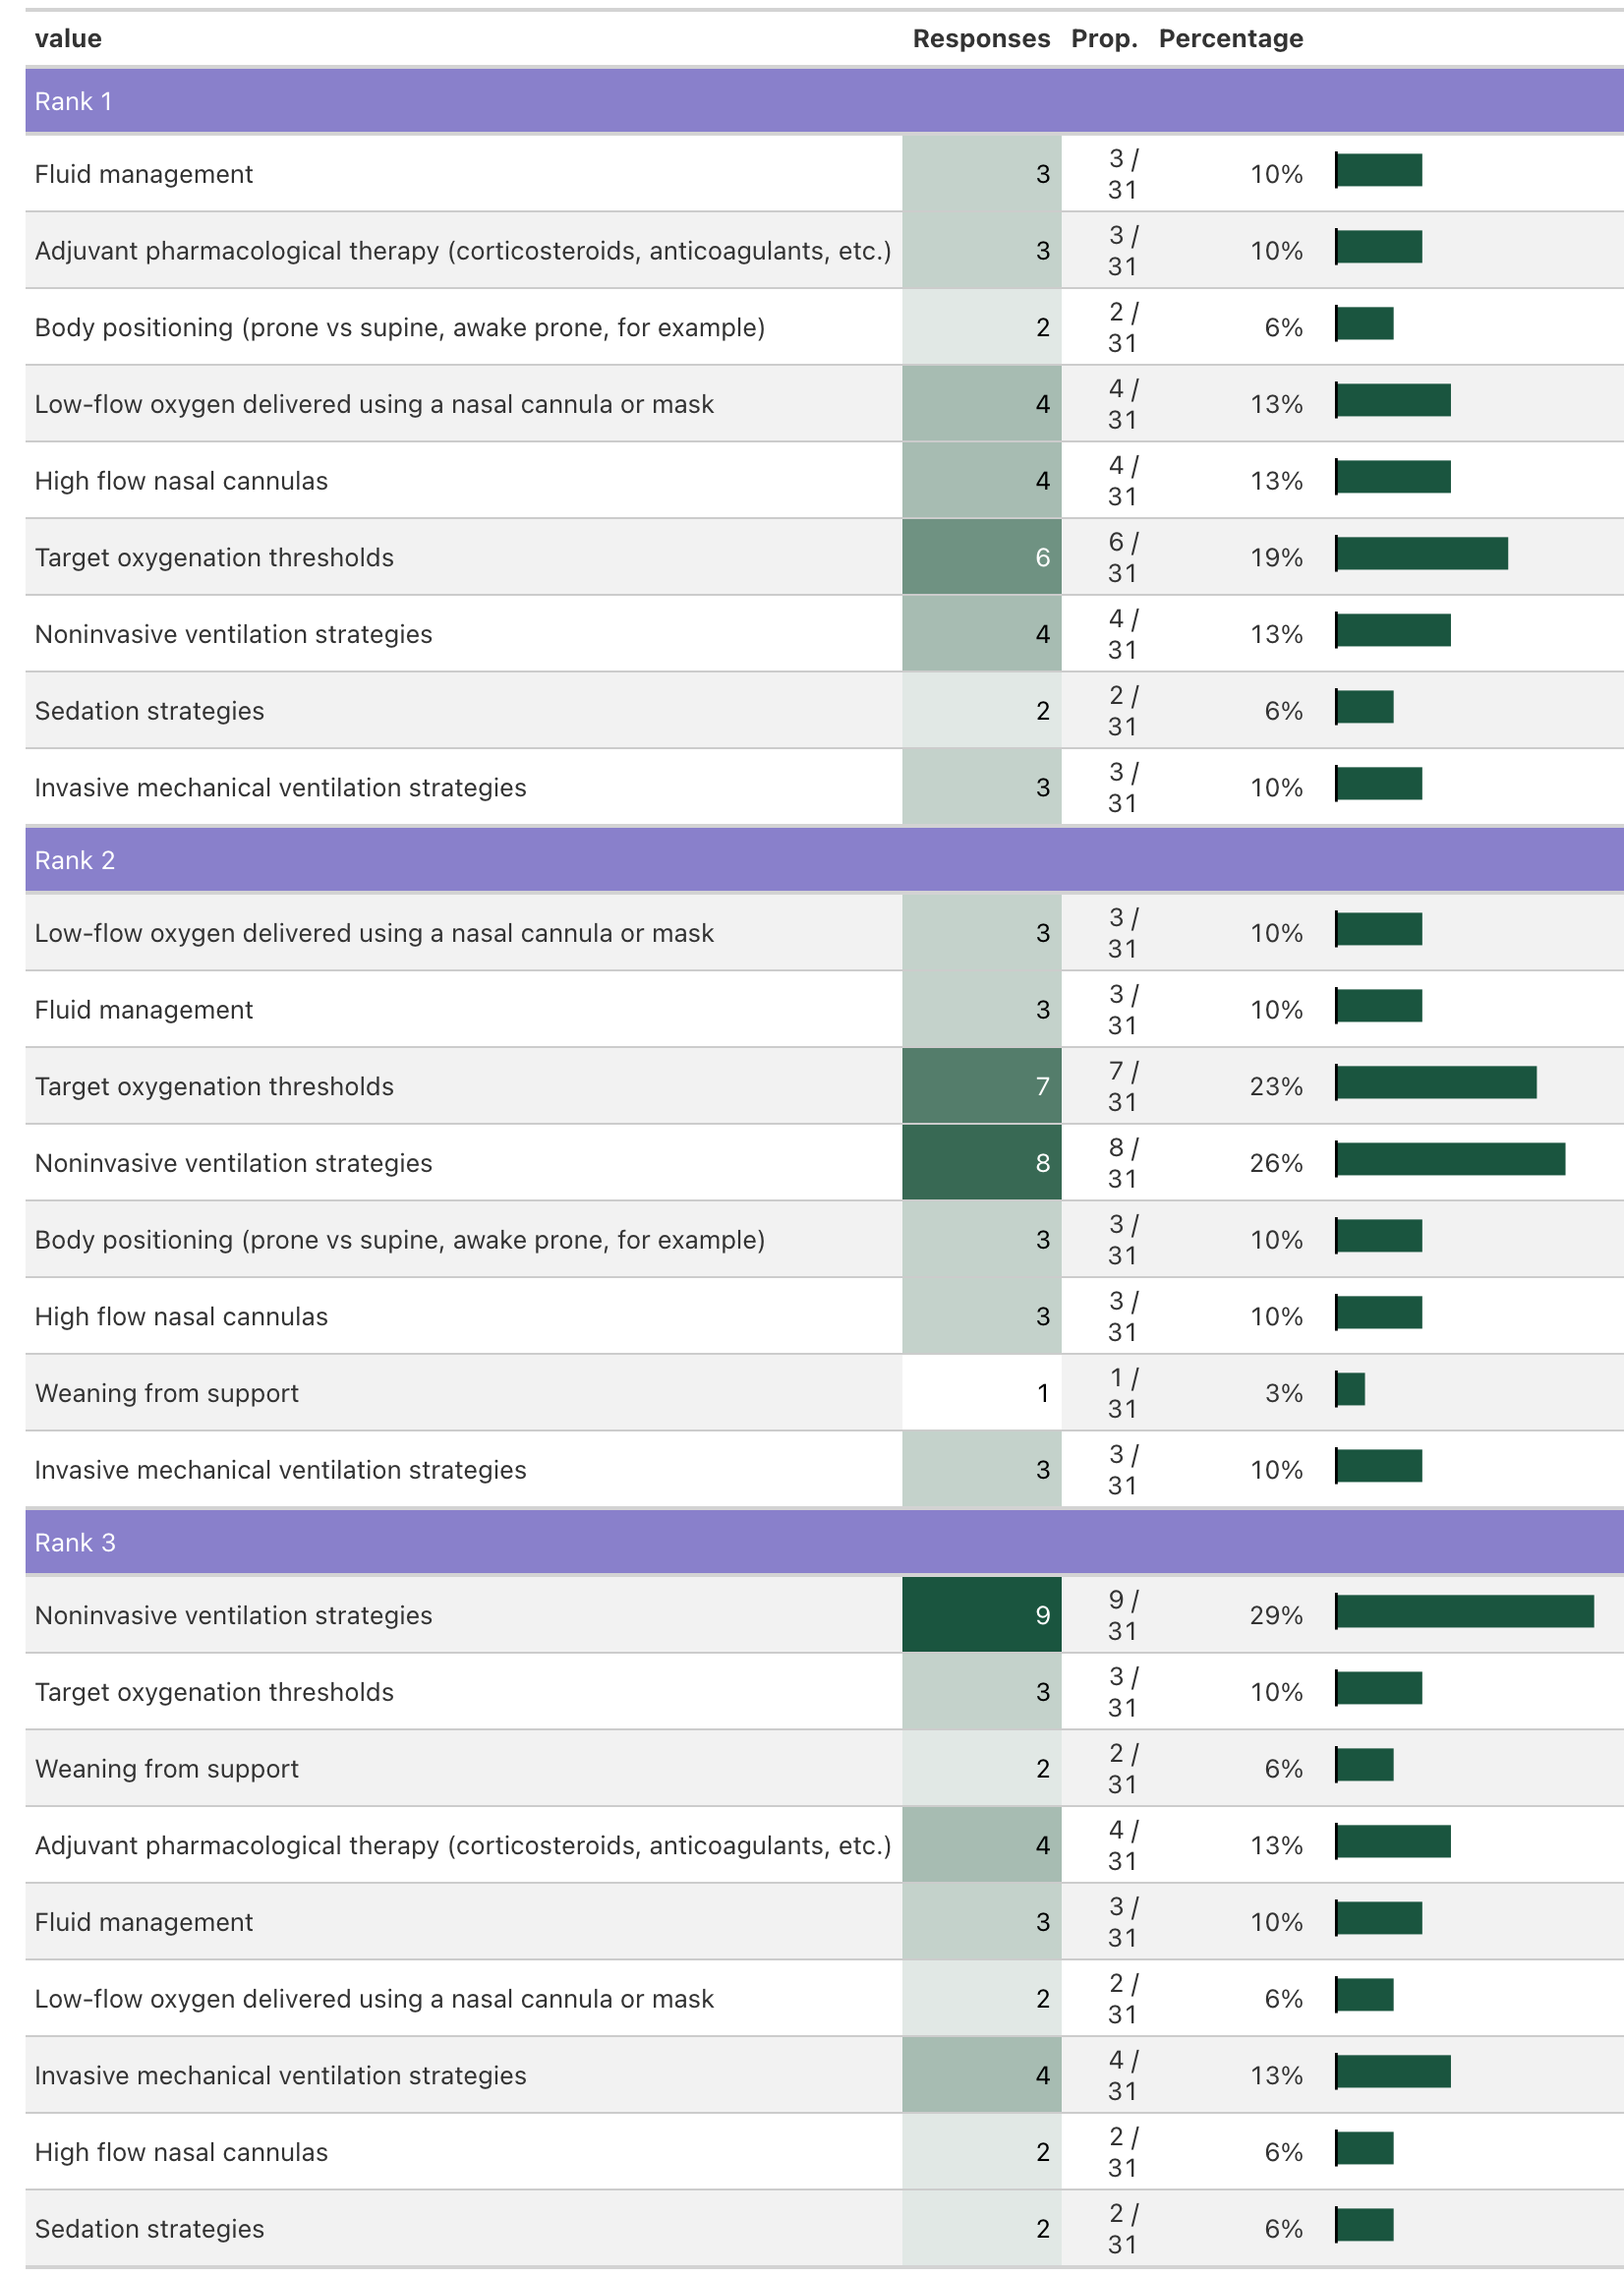 value Responses Prop. Percentage
Rank 1
Fluid management 3 3 / 31 10%
Adjuvant pharmacological therapy (corticosteroids, anticoagulants, etc.) 3 3 / 31 10%
Body positioning (prone vs supine, awake prone, for example) 2 2 / 31 6%
Low-flow oxygen delivered using a nasal cannula or mask 4 4 / 31 13%
High flow nasal cannulas 4 4 / 31 13%
Target oxygenation thresholds 6 6 / 31 19%
Noninvasive ventilation strategies 4 4 / 31 13%
Sedation strategies 2 2 / 31 6%
Invasive mechanical ventilation strategies 3 3 / 31 10%
Rank 2
Low-flow oxygen delivered using a nasal cannula or mask 3 3 / 31 10%
Fluid management 3 3 / 31 10%
Target oxygenation thresholds 7 7 / 31 23%
Noninvasive ventilation strategies 8 8 / 31 26%
Body positioning (prone vs supine, awake prone, for example) 3 3 / 31 10%
High flow nasal cannulas 3 3 / 31 10%
Weaning from support 1 1 / 31 3%
Invasive mechanical ventilation strategies 3 3 / 31 10%
Rank 3
Noninvasive ventilation strategies 9 9 / 31 29%
Target oxygenation thresholds 3 3 / 31 10%
Weaning from support 2 2 / 31 6%
Adjuvant pharmacological therapy (corticosteroids, anticoagulants, etc.) 4 4 / 31 13%
Fluid management 3 3 / 31 10%
Low-flow oxygen delivered using a nasal cannula or mask 2 2 / 31 6%
Invasive mechanical ventilation strategies 4 4 / 31 13%
High flow nasal cannulas 2 2 / 31 6%
Sedation strategies 2 2 / 31 6%